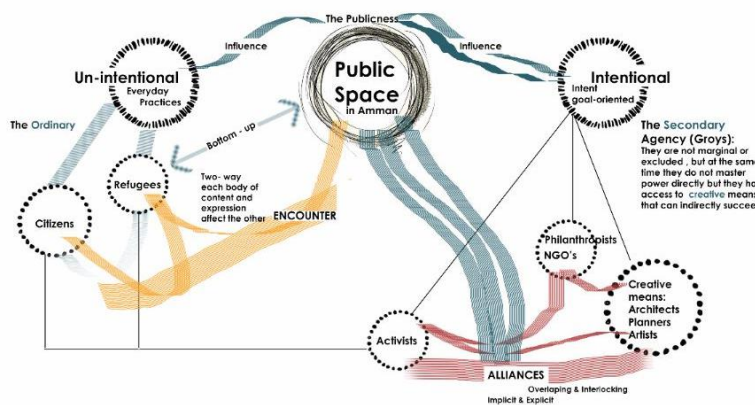 The Publicness
Influence
Influence
Un-intentional
Everyday
Practices
Public
Space
in Amman
Intentional
Intent
goal-oriented
The Ordinary
Bottom - up
The Secondary
Agency (Groys):
They are not marginal or
excluded , but at the same
time they do not master
power directly but they ha
access to creative means
that can indirectly succee
Refugees
Two- way
each body of
content and
expression
affect the other
ENCOUNTER
Citizens
Philanthropists
NGO's
Creative
means:
Architects
Planners
Artists
Activists
ALLIANCES
Overlaping & Interlocking
Implicit & Explicit